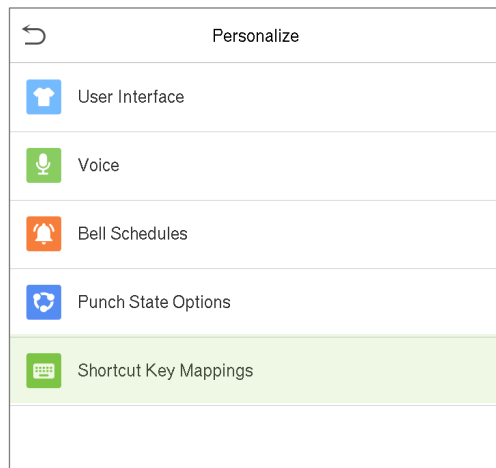 Personalize
User Interface
Voice
Bell Schedules
Punch State Options
Shortcut Key Mappings